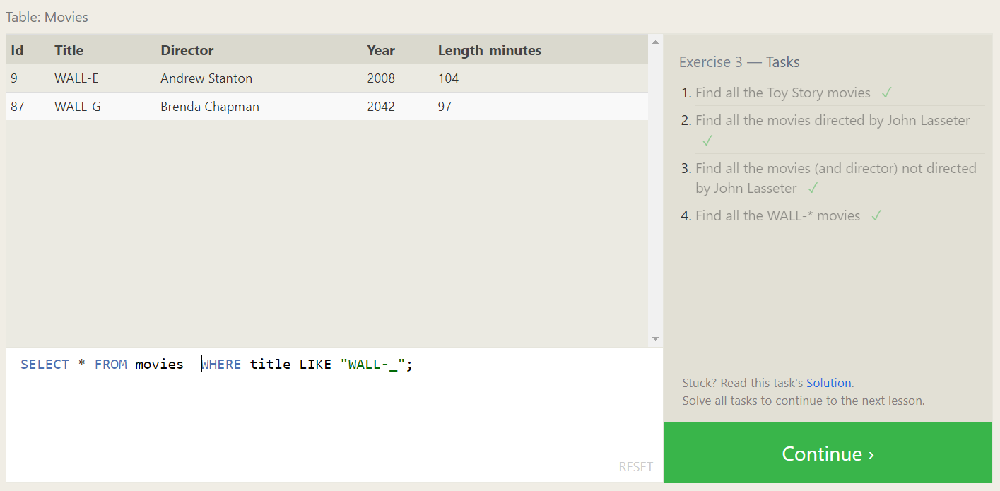 Table: Movies
Id Title Director Year Length_minutes
9 WALL-E Andrew Stanton 2008 104
87 WALL-G Brenda Chapman 2042 97
SELECT * FROM movies  WHERE title LIKE "WALL-_";
RESET
Exercise 3 — Tasks
1. Find all the Toy Story movies ✓
2. Find all the movies directed by John Lasseter
✓
3. Find all the movies (and director) not directed
by John Lasseter ✓
4. Find all the WALL-* movies ✓
Stuck? Read this task's Solution.
Solve all tasks to continue to the next lesson.
Continue ›